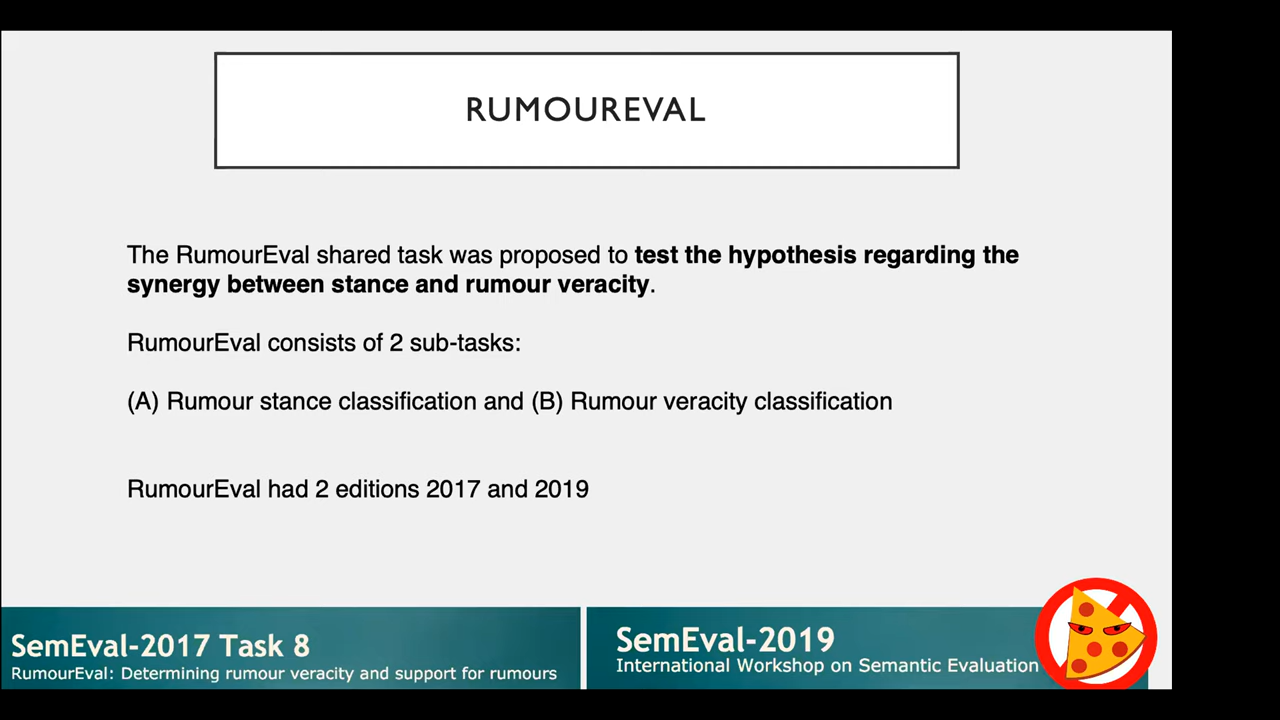 RUMOUREVAL
The RumourEval shared task was proposed to test the hypothesis regarding the
synergy between stance and rumour veracity.
RumourEval consists of 2 sub-tasks:
(A) Rumour stance classification and (B) Rumour veracity classification
RumourEval had 2 editions 2017 and 2019
SemEval-2017 Task 8
RumourEval: Determining rumour veracity and support for rumours
SemEval-2019
International Workshop on Semantic Evaluation